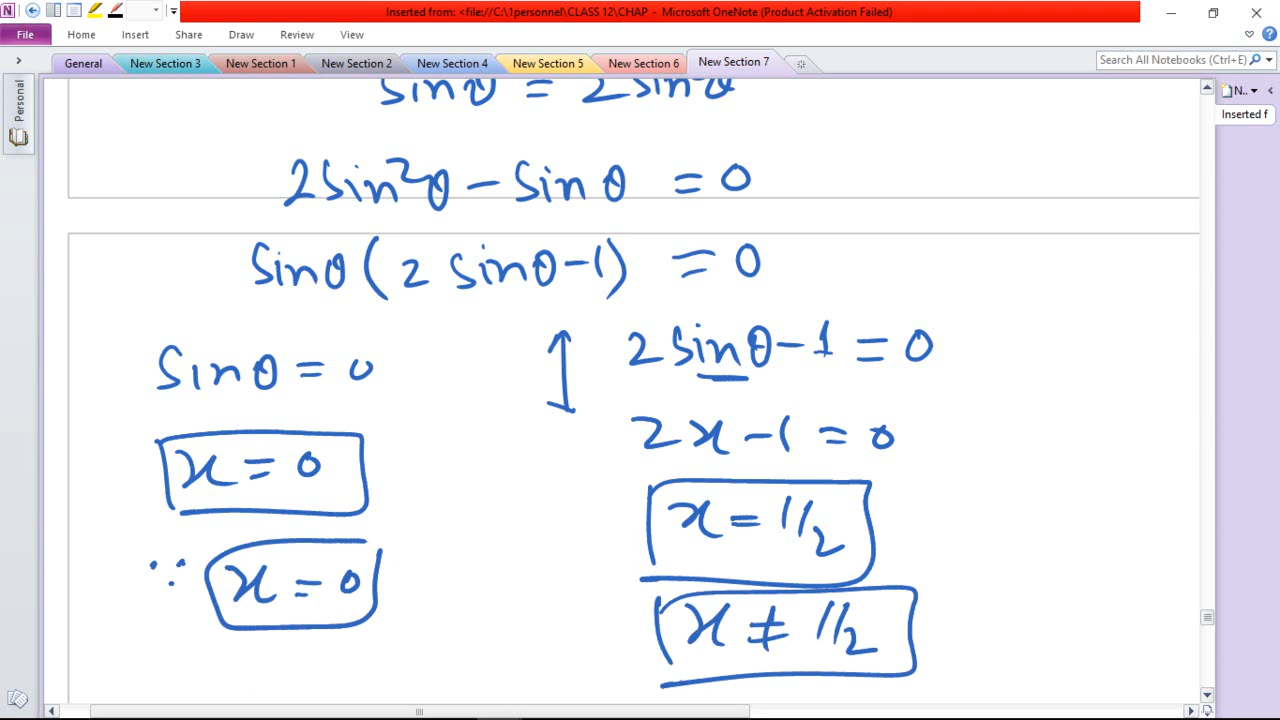 Inserted from: <file://C:\1personnel\CLASS 12\CHAP - Microsoft OneNote (Product Activation Failed)
File Home Insert Share Draw Review View
General New Section 3 New Section 1 New Section 2 New Section 4 New Section 5 New Section 6 New Section 7
Search All Notebooks (Ctrl+E)
Personal
N..
Inserted f
sinθ = 2sin²θ
2sin²θ - sinθ = 0
sinθ(2 sinθ-1) = 0
sinθ = 0
x = 0
∵ x = 0
2sinθ-1 = 0
2x-1 = 0
x = 1/2
x ≠ 1/2